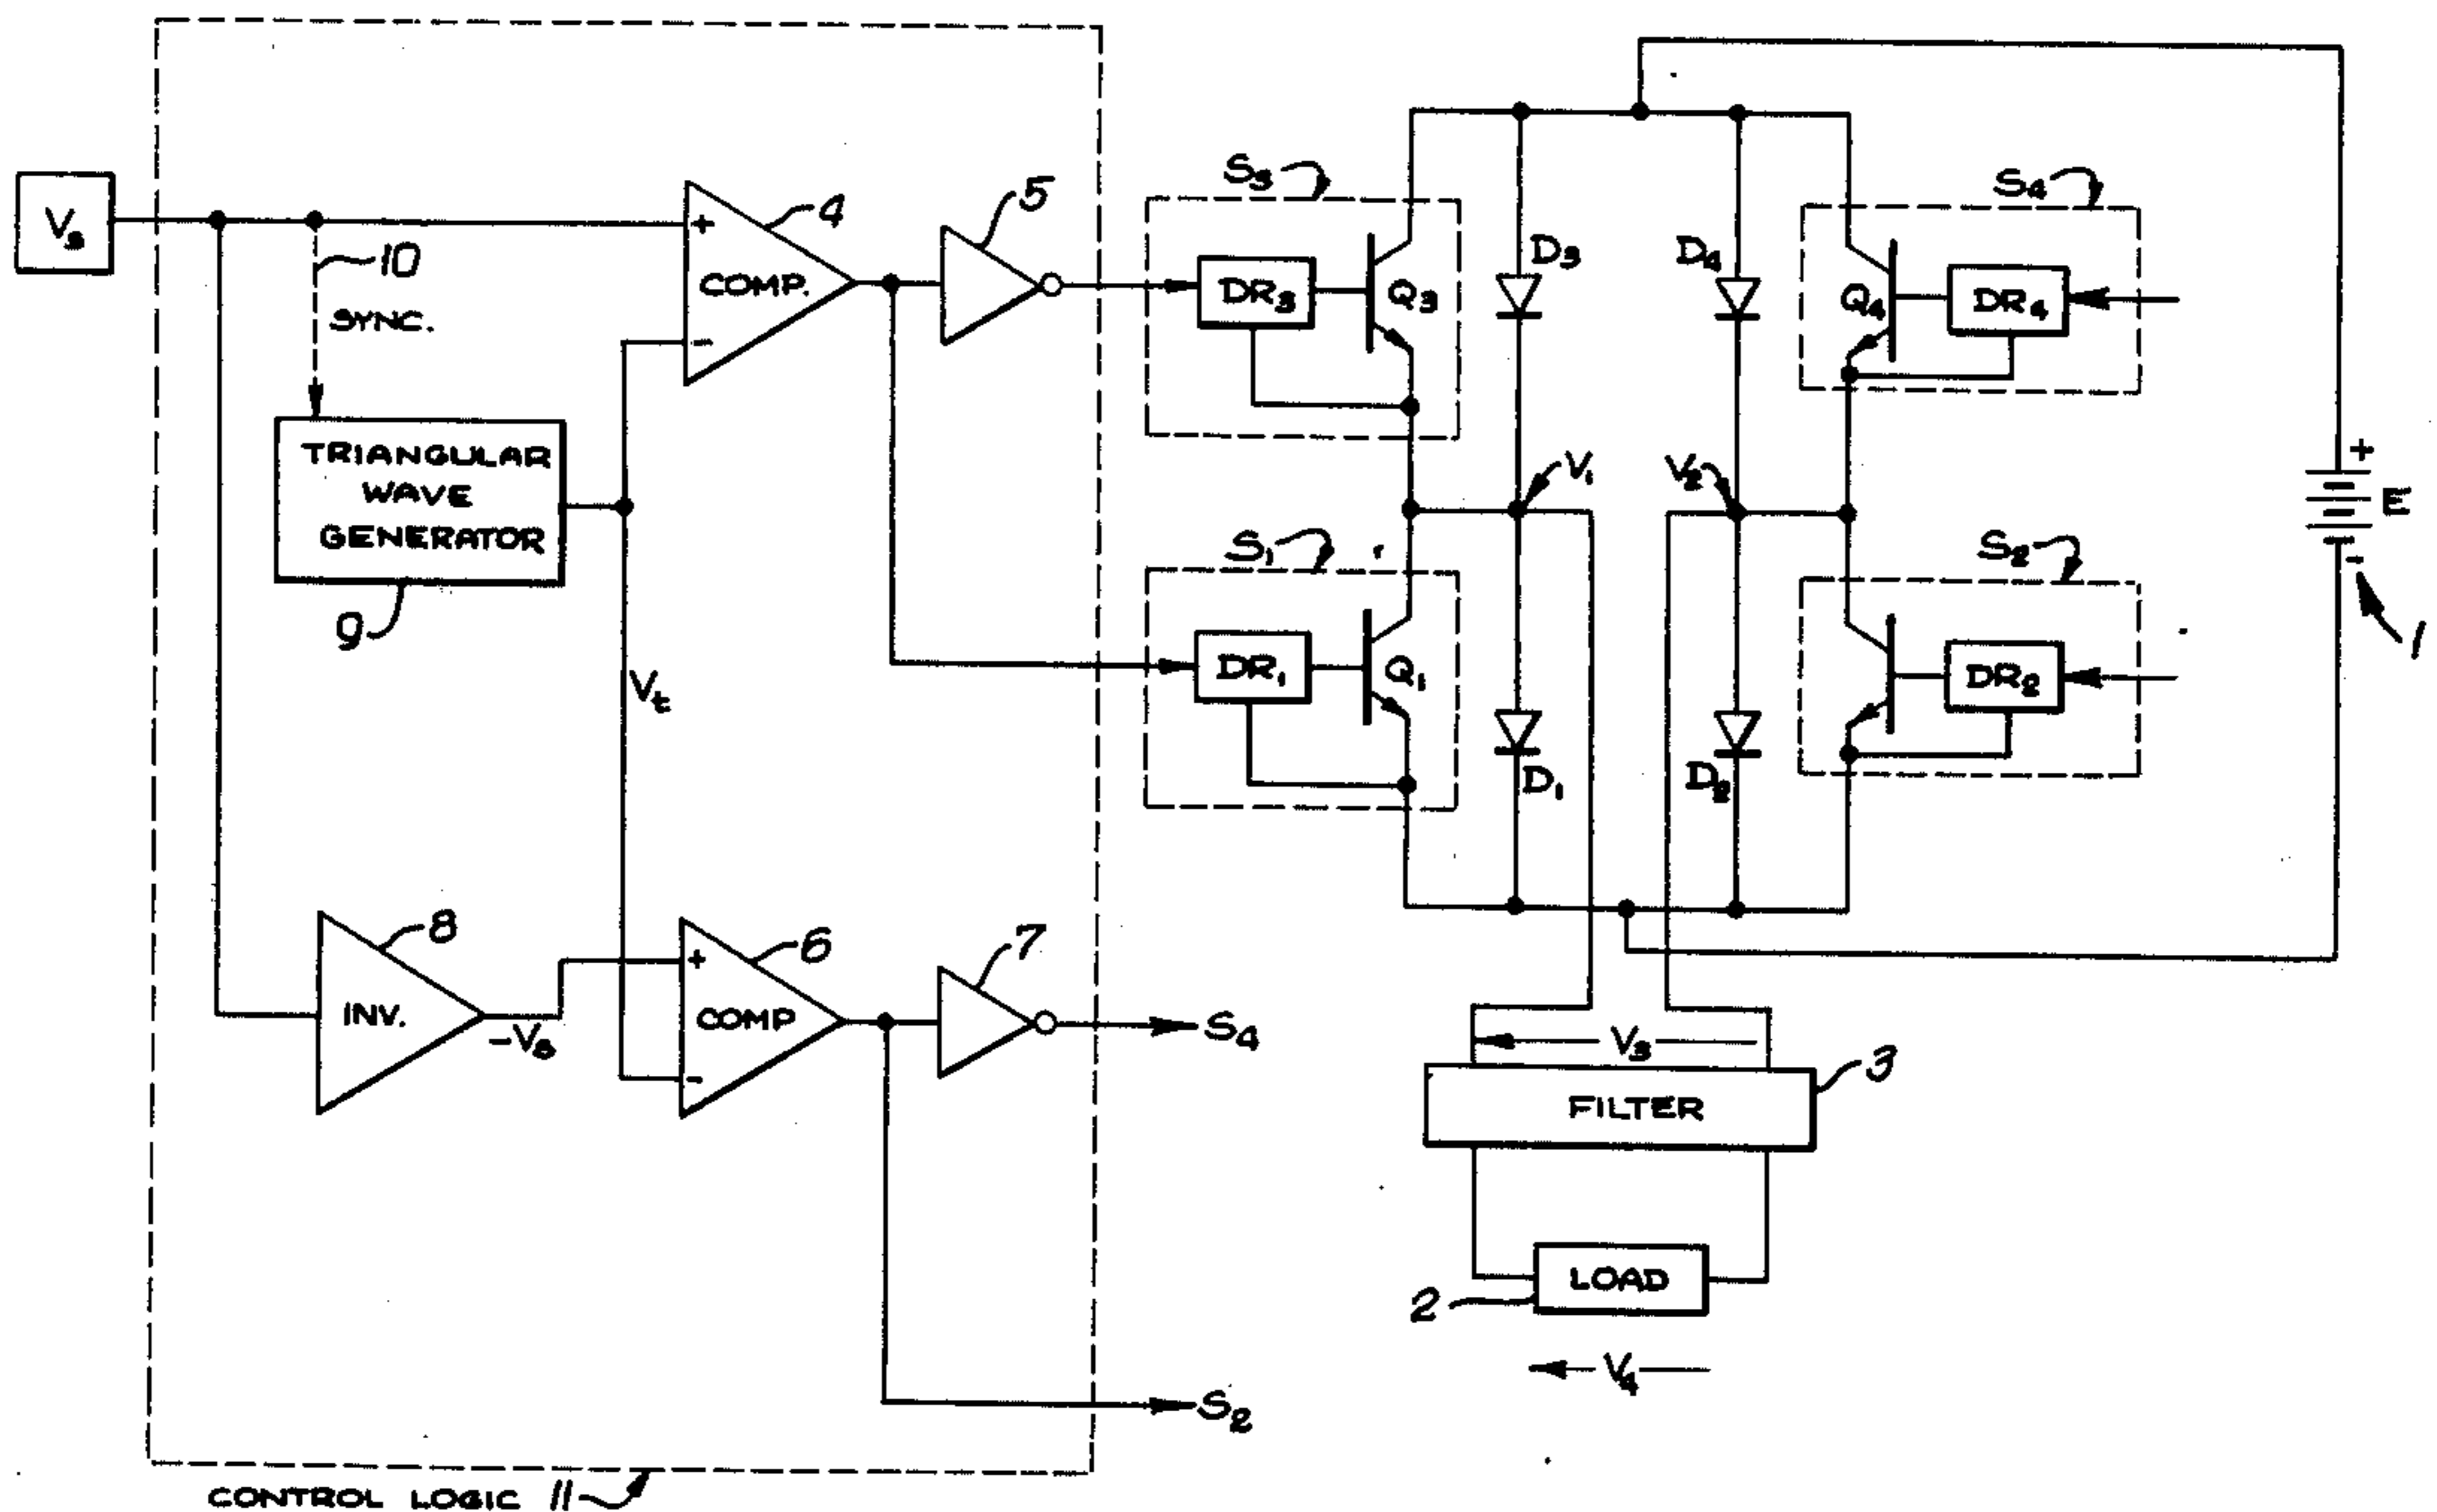 Vs
10
SYNC.
TRIANGULAR
WAVE
GENERATOR
9
+
-
COMP.
4
5
Vt
INV.
8
-Vs
+
-
COMP
6
7
S4
S2
CONTROL LOGIC 11
S3
DR3
Q3
D3
D4
S4
Q4
DR4
V1
V2
S1
DR1
Q1
D1
D2
S2
DR2
+
E
-
1
V3
FILTER
3
LOAD
2
V4